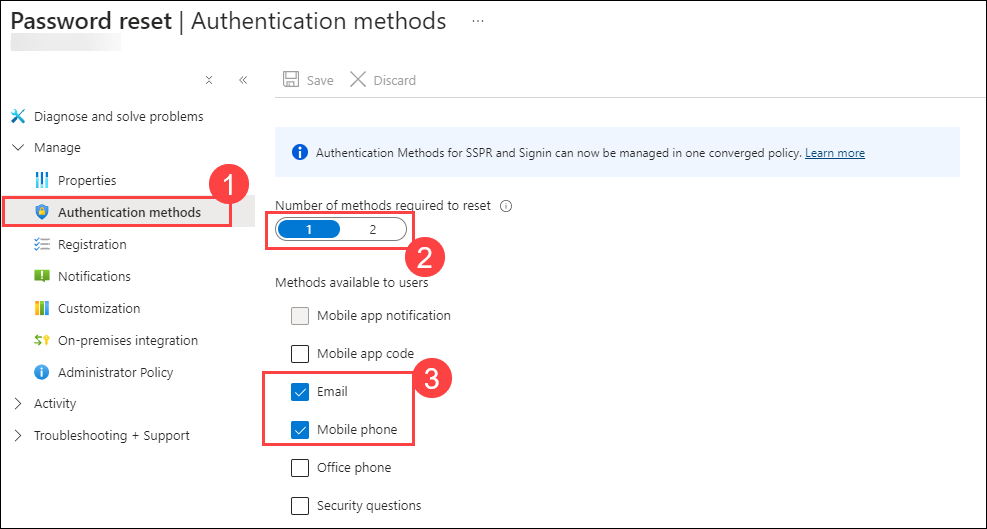 Password reset | Authentication methods ...
Save Discard
Diagnose and solve problems
Manage
Properties
1
Authentication methods
Registration
Notifications
Customization
On-premises integration
Administrator Policy
Activity
Troubleshooting + Support
Authentication Methods for SSPR and Signin can now be managed in one converged policy. Learn more
Number of methods required to reset
1 2
2
Methods available to users
Mobile app notification
Mobile app code
3
Email
Mobile phone
Office phone
Security questions